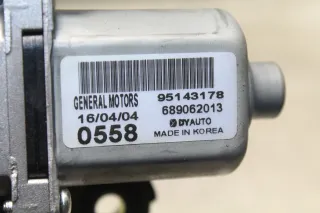 GENERAL MOTORS 95143178
16/04/04 689062013
0558 DYAUTO
MADE IN KOREA